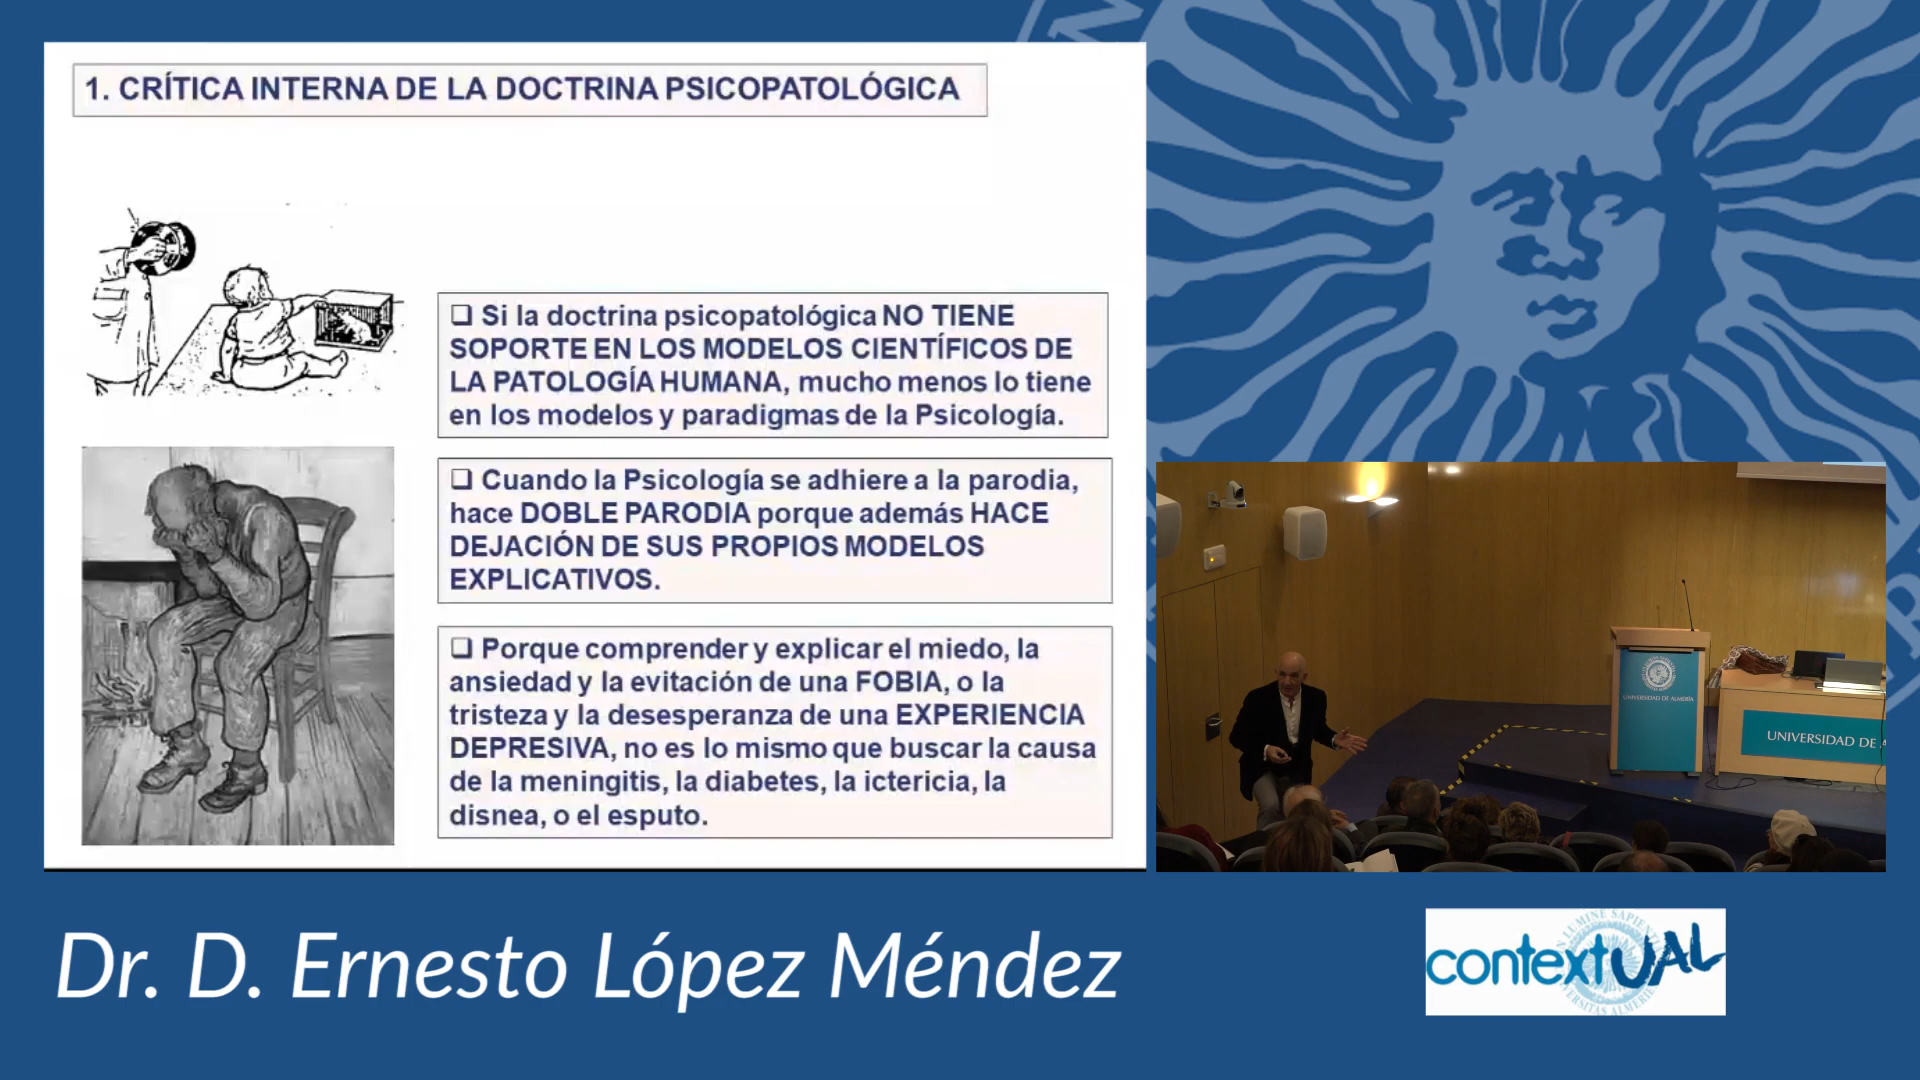 1. CRÍTICA INTERNA DE LA DOCTRINA PSICOPATOLÓGICA
❑ Si la doctrina psicopatológica NO TIENE
SOPORTE EN LOS MODELOS CIENTÍFICOS DE
LA PATOLOGÍA HUMANA, mucho menos lo tiene
en los modelos y paradigmas de la Psicología.
❑ Cuando la Psicología se adhiere a la parodia,
hace DOBLE PARODIA porque además HACE
DEJACIÓN DE SUS PROPIOS MODELOS
EXPLICATIVOS.
❑ Porque comprender y explicar el miedo, la
ansiedad y la evitación de una FOBIA, o la
tristeza y la desesperanza de una EXPERIENCIA
DEPRESIVA, no es lo mismo que buscar la causa
de la meningitis, la diabetes, la ictericia, la
disnea, o el esputo.
UNIVERSIDAD DE ALMERÍA
UNIVERSIDAD DE
Dr. D. Ernesto López Méndez
contextUAL